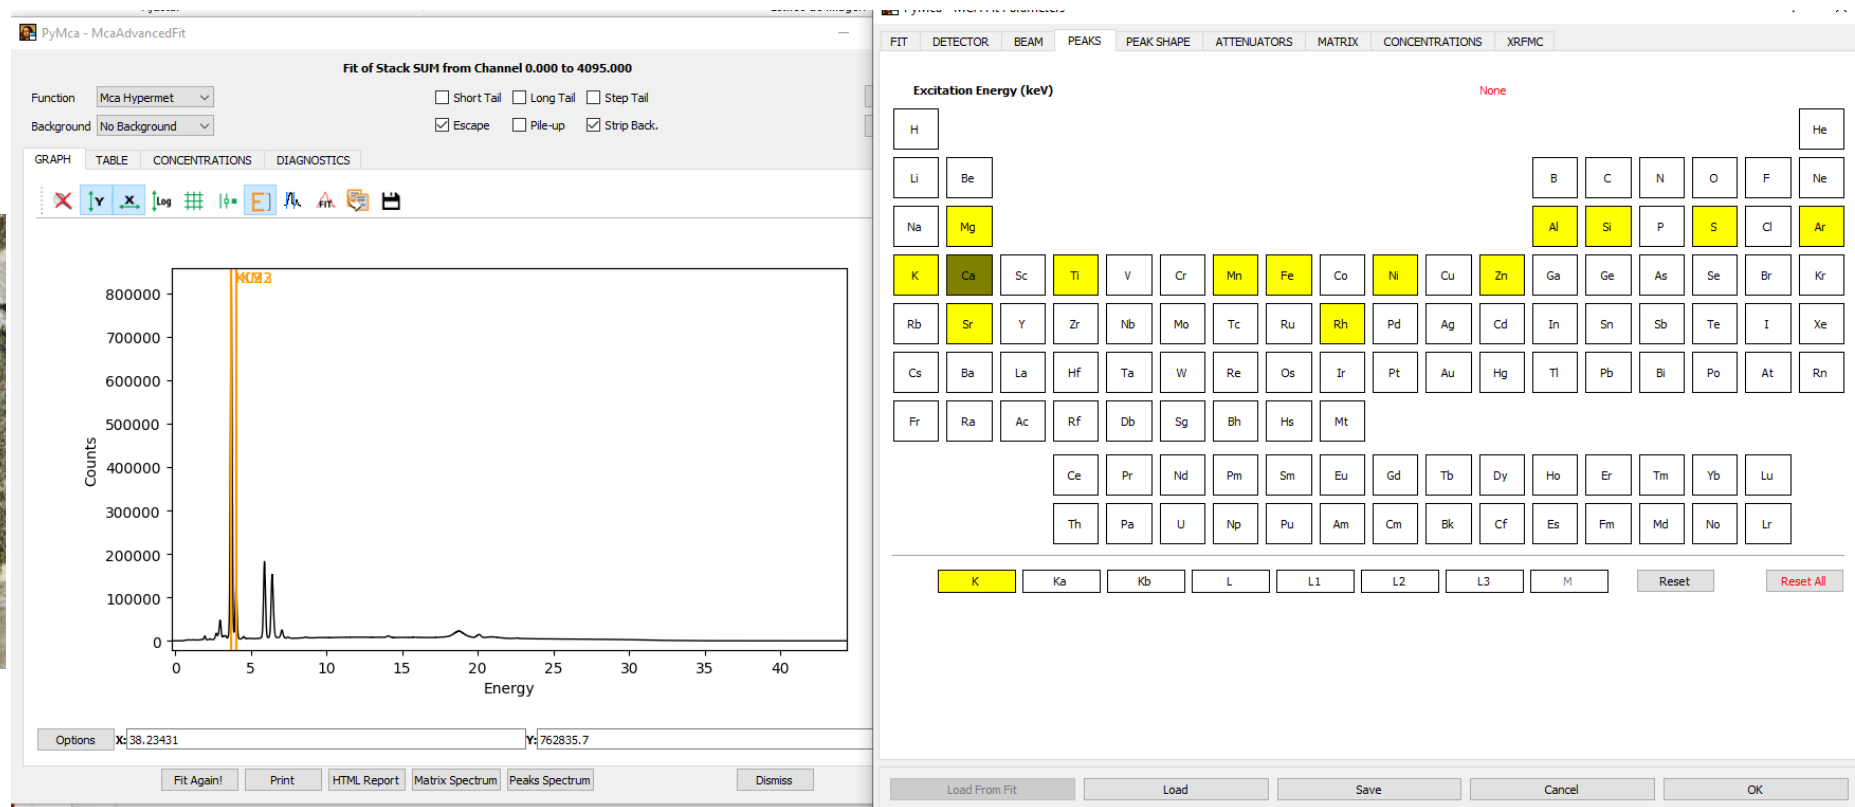 PyMca - McaAdvancedFit
Fit of Stack SUM from Channel 0.000 to 4095.000
Function Mca Hypermet Short Tail Long Tail Step Tail
Background No Background Escape Pile-up Strip Back.
GRAPH TABLE CONCENTRATIONS DIAGNOSTICS
Y X Log FIT
800000
700000
600000
500000
400000
300000
200000
100000
0
Counts
0 5 10 15 20 25 30 35 40
Energy
Options X: 38.23431 Y: 762835.7
Fit Again! Print HTML Report Matrix Spectrum Peaks Spectrum Dismiss
FIT DETECTOR BEAM PEAKS PEAK SHAPE ATTENUATORS MATRIX CONCENTRATIONS XRFMC
Excitation Energy (keV) None
H He
Li Be B C N O F Ne
Na Mg Al Si P S Cl Ar
K Ca Sc Ti V Cr Mn Fe Co Ni Cu Zn Ga Ge As Se Br Kr
Rb Sr Y Zr Nb Mo Tc Ru Rh Pd Ag Cd In Sn Sb Te I Xe
Cs Ba La Hf Ta W Re Os Ir Pt Au Hg Tl Pb Bi Po At Rn
Fr Ra Ac Rf Db Sg Bh Hs Mt
Ce Pr Nd Pm Sm Eu Gd Tb Dy Ho Er Tm Yb Lu
Th Pa U Np Pu Am Cm Bk Cf Es Fm Md No Lr
K Ka Kb L L1 L2 L3 M Reset Reset All
Load From Fit Load Save Cancel OK